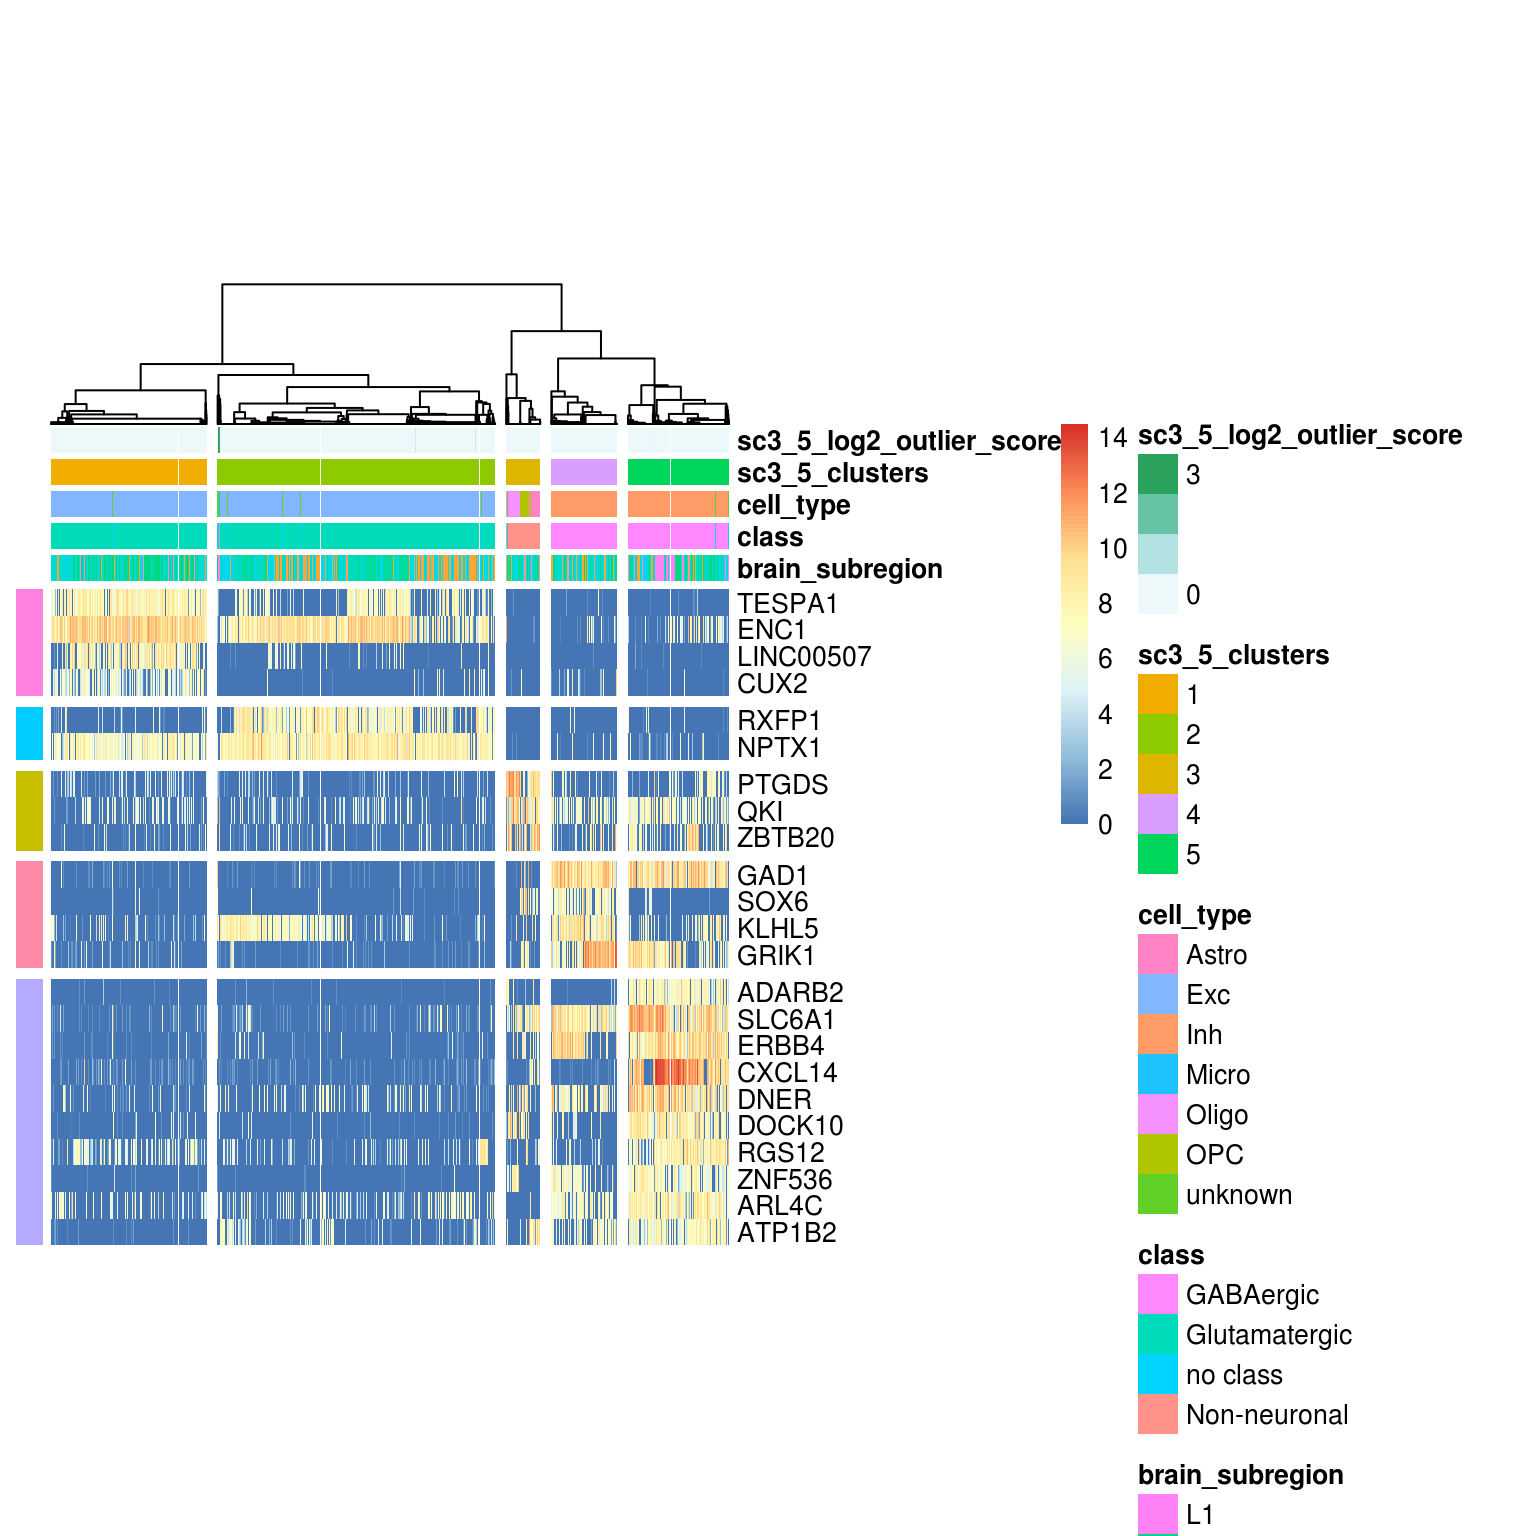 sc3_5_log2_outlier_score
sc3_5_clusters
cell_type
class
brain_subregion
TESPA1
ENC1
LINC00507
CUX2
RXFP1
NPTX1
PTGDS
QKI
ZBTB20
GAD1
SOX6
KLHL5
GRIK1
ADARB2
SLC6A1
ERBB4
CXCL14
DNER
DOCK10
RGS12
ZNF536
ARL4C
ATP1B2
14
12
10
8
6
4
2
0
sc3_5_log2_outlier_score
3
0
sc3_5_clusters
1
2
3
4
5
cell_type
Astro
Exc
Inh
Micro
Oligo
OPC
unknown
class
GABAergic
Glutamatergic
no class
Non-neuronal
brain_subregion
L1